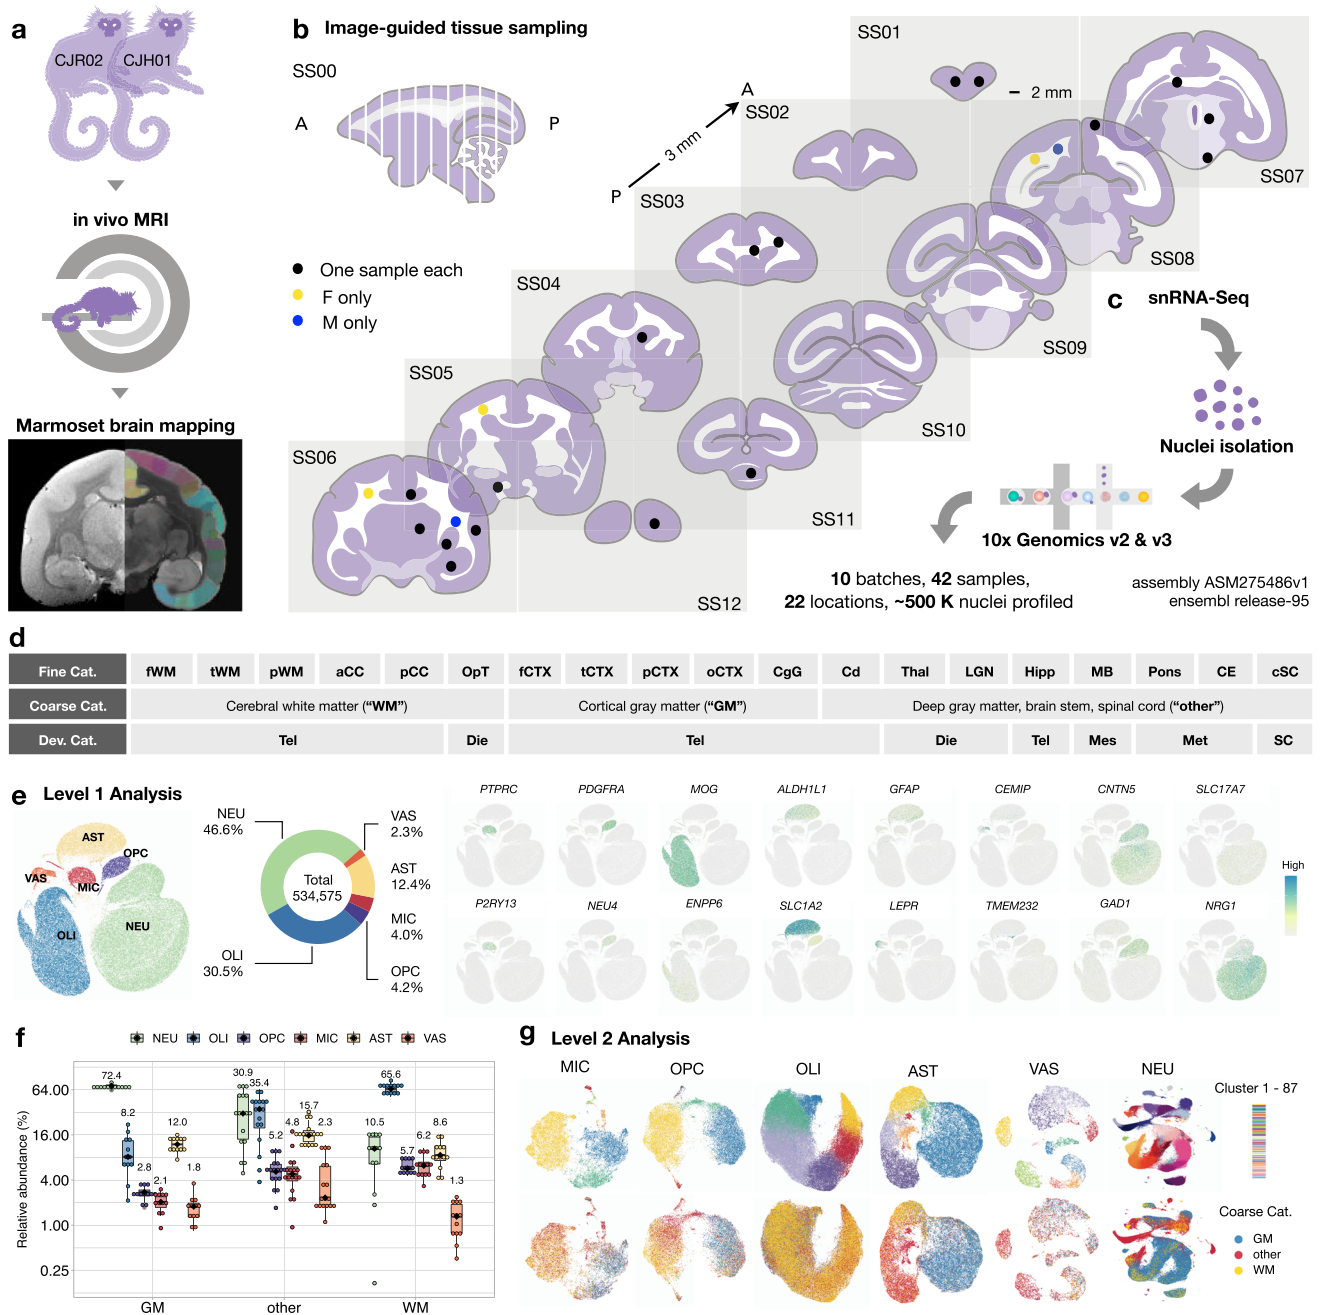 a
CJR02
CJH01
in vivo MRI
Marmoset brain mapping
b
Image-guided tissue sampling
SS00
A
P
A
3 mm
P
One sample each
F only
M only
SS01
2 mm
SS02
SS07
SS03
SS08
SS04
SS09
SS05
SS10
SS06
SS11
SS12
c
snRNA-Seq
Nuclei isolation
10x Genomics v2 & v3
10 batches, 42 samples,
22 locations, ~500 K nuclei profiled
assembly ASM275486v1
ensembl release-95
d
Fine Cat. fWM tWM pWM aCC pCC OpT fCTX tCTX pCTX oCTX CgG Cd Thal LGN Hipp MB Pons CE cSC
Coarse Cat. Cerebral white matter (“WM”) Cortical gray matter (“GM”) Deep gray matter, brain stem, spinal cord (“other”)
Dev. Cat. Tel Die Tel Die Tel Mes Met SC
e
Level 1 Analysis
AST
OPC
VAS
MIC
OLI
NEU
NEU
46.6%
VAS
2.3%
AST
12.4%
MIC
4.0%
OPC
4.2%
OLI
30.5%
Total
534,575
PTPRC PDGFRA MOG ALDH1L1 GFAP CEMIP CNTN5 SLC17A7
P2RY13 NEU4 ENPP6 SLC1A2 LEPR TMEM232 GAD1 NRG1
High
f
NEU OLI OPC MIC AST VAS
Relative abundance (%)
64.00
16.00
4.00
1.00
0.25
72.4
8.2
2.8
2.1
12.0
1.8
30.9
35.4
5.2
4.8
15.7
2.3
10.5
65.6
5.7
6.2
8.6
1.3
GM other WM
g
Level 2 Analysis
MIC OPC OLI AST VAS NEU
Cluster 1 - 87
Coarse Cat.
GM
other
WM